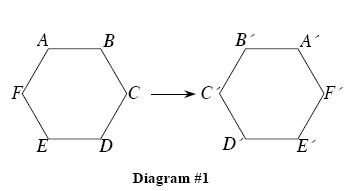 A B B´ A´
F C C´ F´
E D D´ E´
Diagram #1